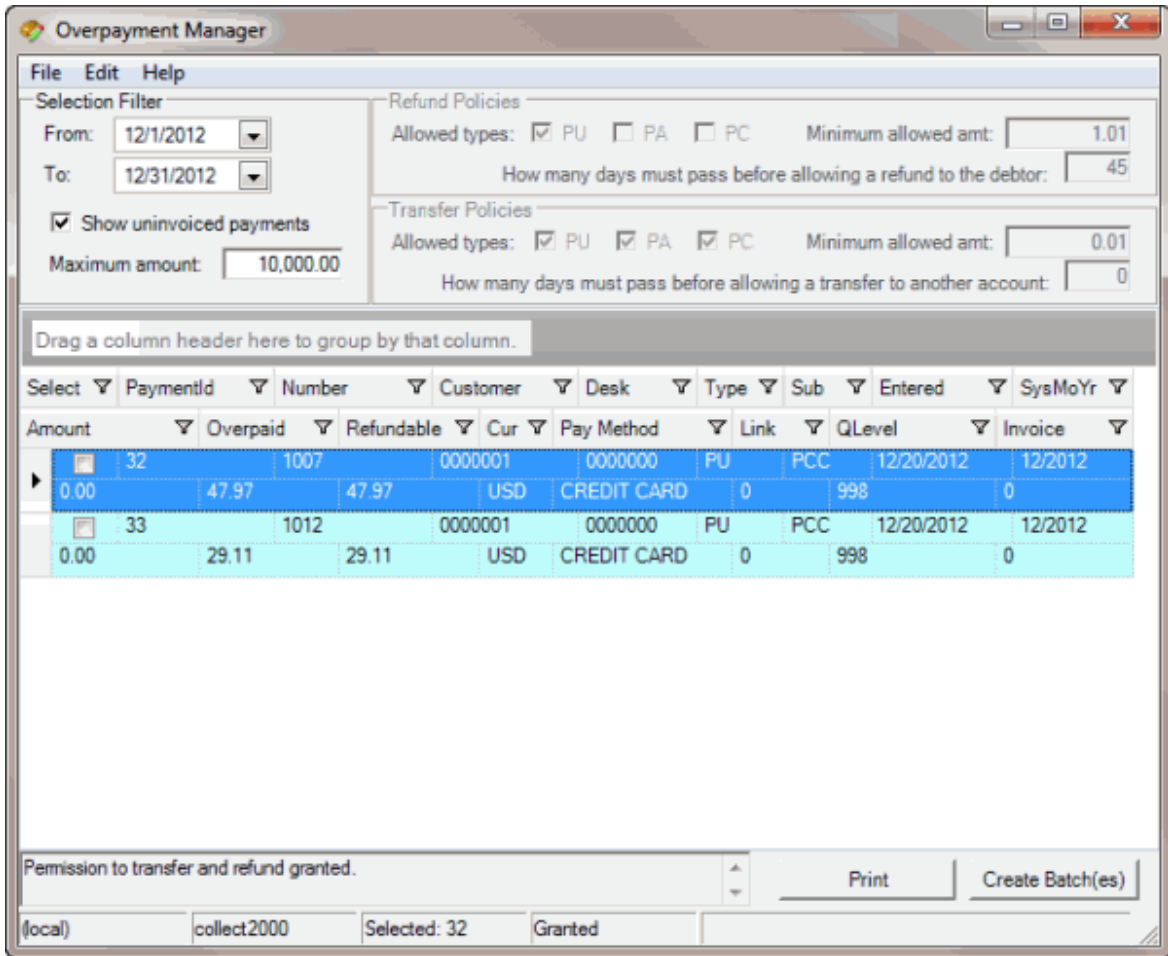 Overpayment Manager
File Edit Help
Selection Filter
From: 12/1/2012
To: 12/31/2012
Show uninvoiced payments
Maximum amount: 10,000.00
Refund Policies
Allowed types: PU PA PC Minimum allowed amt: 1.01
How many days must pass before allowing a refund to the debtor: 45
Transfer Policies
Allowed types: PU PA PC Minimum allowed amt: 0.01
How many days must pass before allowing a transfer to another account: 0
Drag a column header here to group by that column.
Select PaymentId Number Customer Desk Type Sub Entered SysMoYr
Amount Overpaid Refundable Cur Pay Method Link QLevel Invoice
32 1007 0000001 0000000 PU PCC 12/20/2012 12/2012
0.00 47.97 47.97 USD CREDIT CARD 0 998 0
33 1012 0000001 0000000 PU PCC 12/20/2012 12/2012
0.00 29.11 29.11 USD CREDIT CARD 0 998 0
Permission to transfer and refund granted.
Print Create Batch(es)
(local) collect2000 Selected: 32 Granted